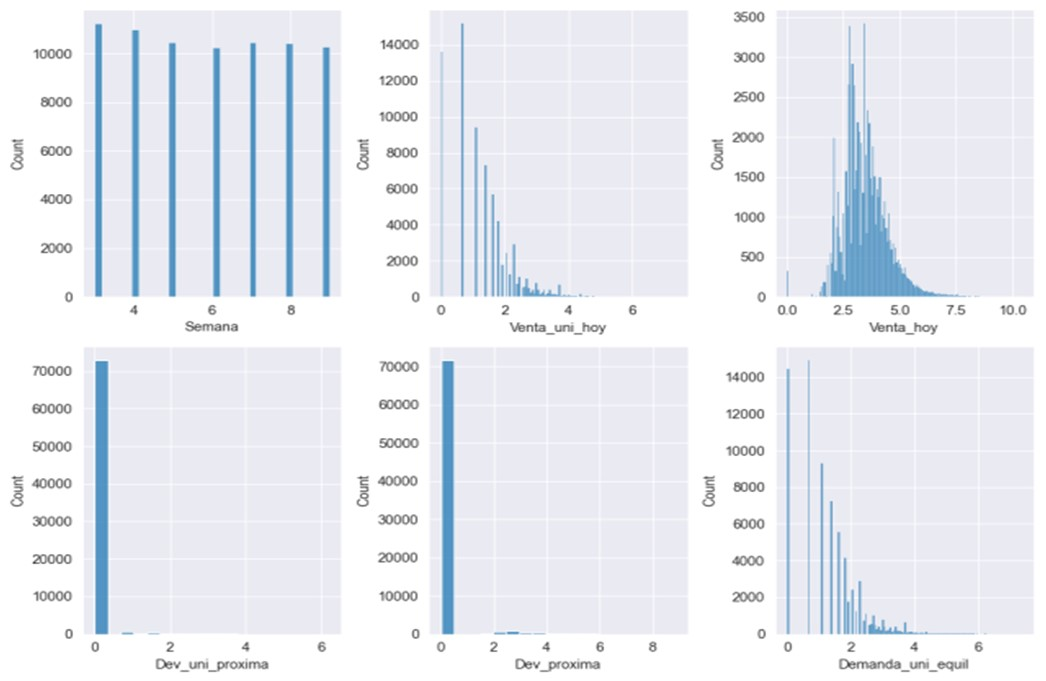 10000
8000
6000
4000
2000
0
Count
4 6 8
Semana
14000
12000
10000
8000
6000
4000
2000
0
Count
0 2 4 6
Venta_uni_hoy
3500
3000
2500
2000
1500
1000
500
0
Count
0.0 2.5 5.0 7.5 10.0
Venta_hoy
70000
60000
50000
40000
30000
20000
10000
0
Count
0 2 4 6
Dev_uni_proxima
70000
60000
50000
40000
30000
20000
10000
0
Count
0 2 4 6 8
Dev_proxima
14000
12000
10000
8000
6000
4000
2000
0
Count
0 2 4 6
Demanda_uni_equil